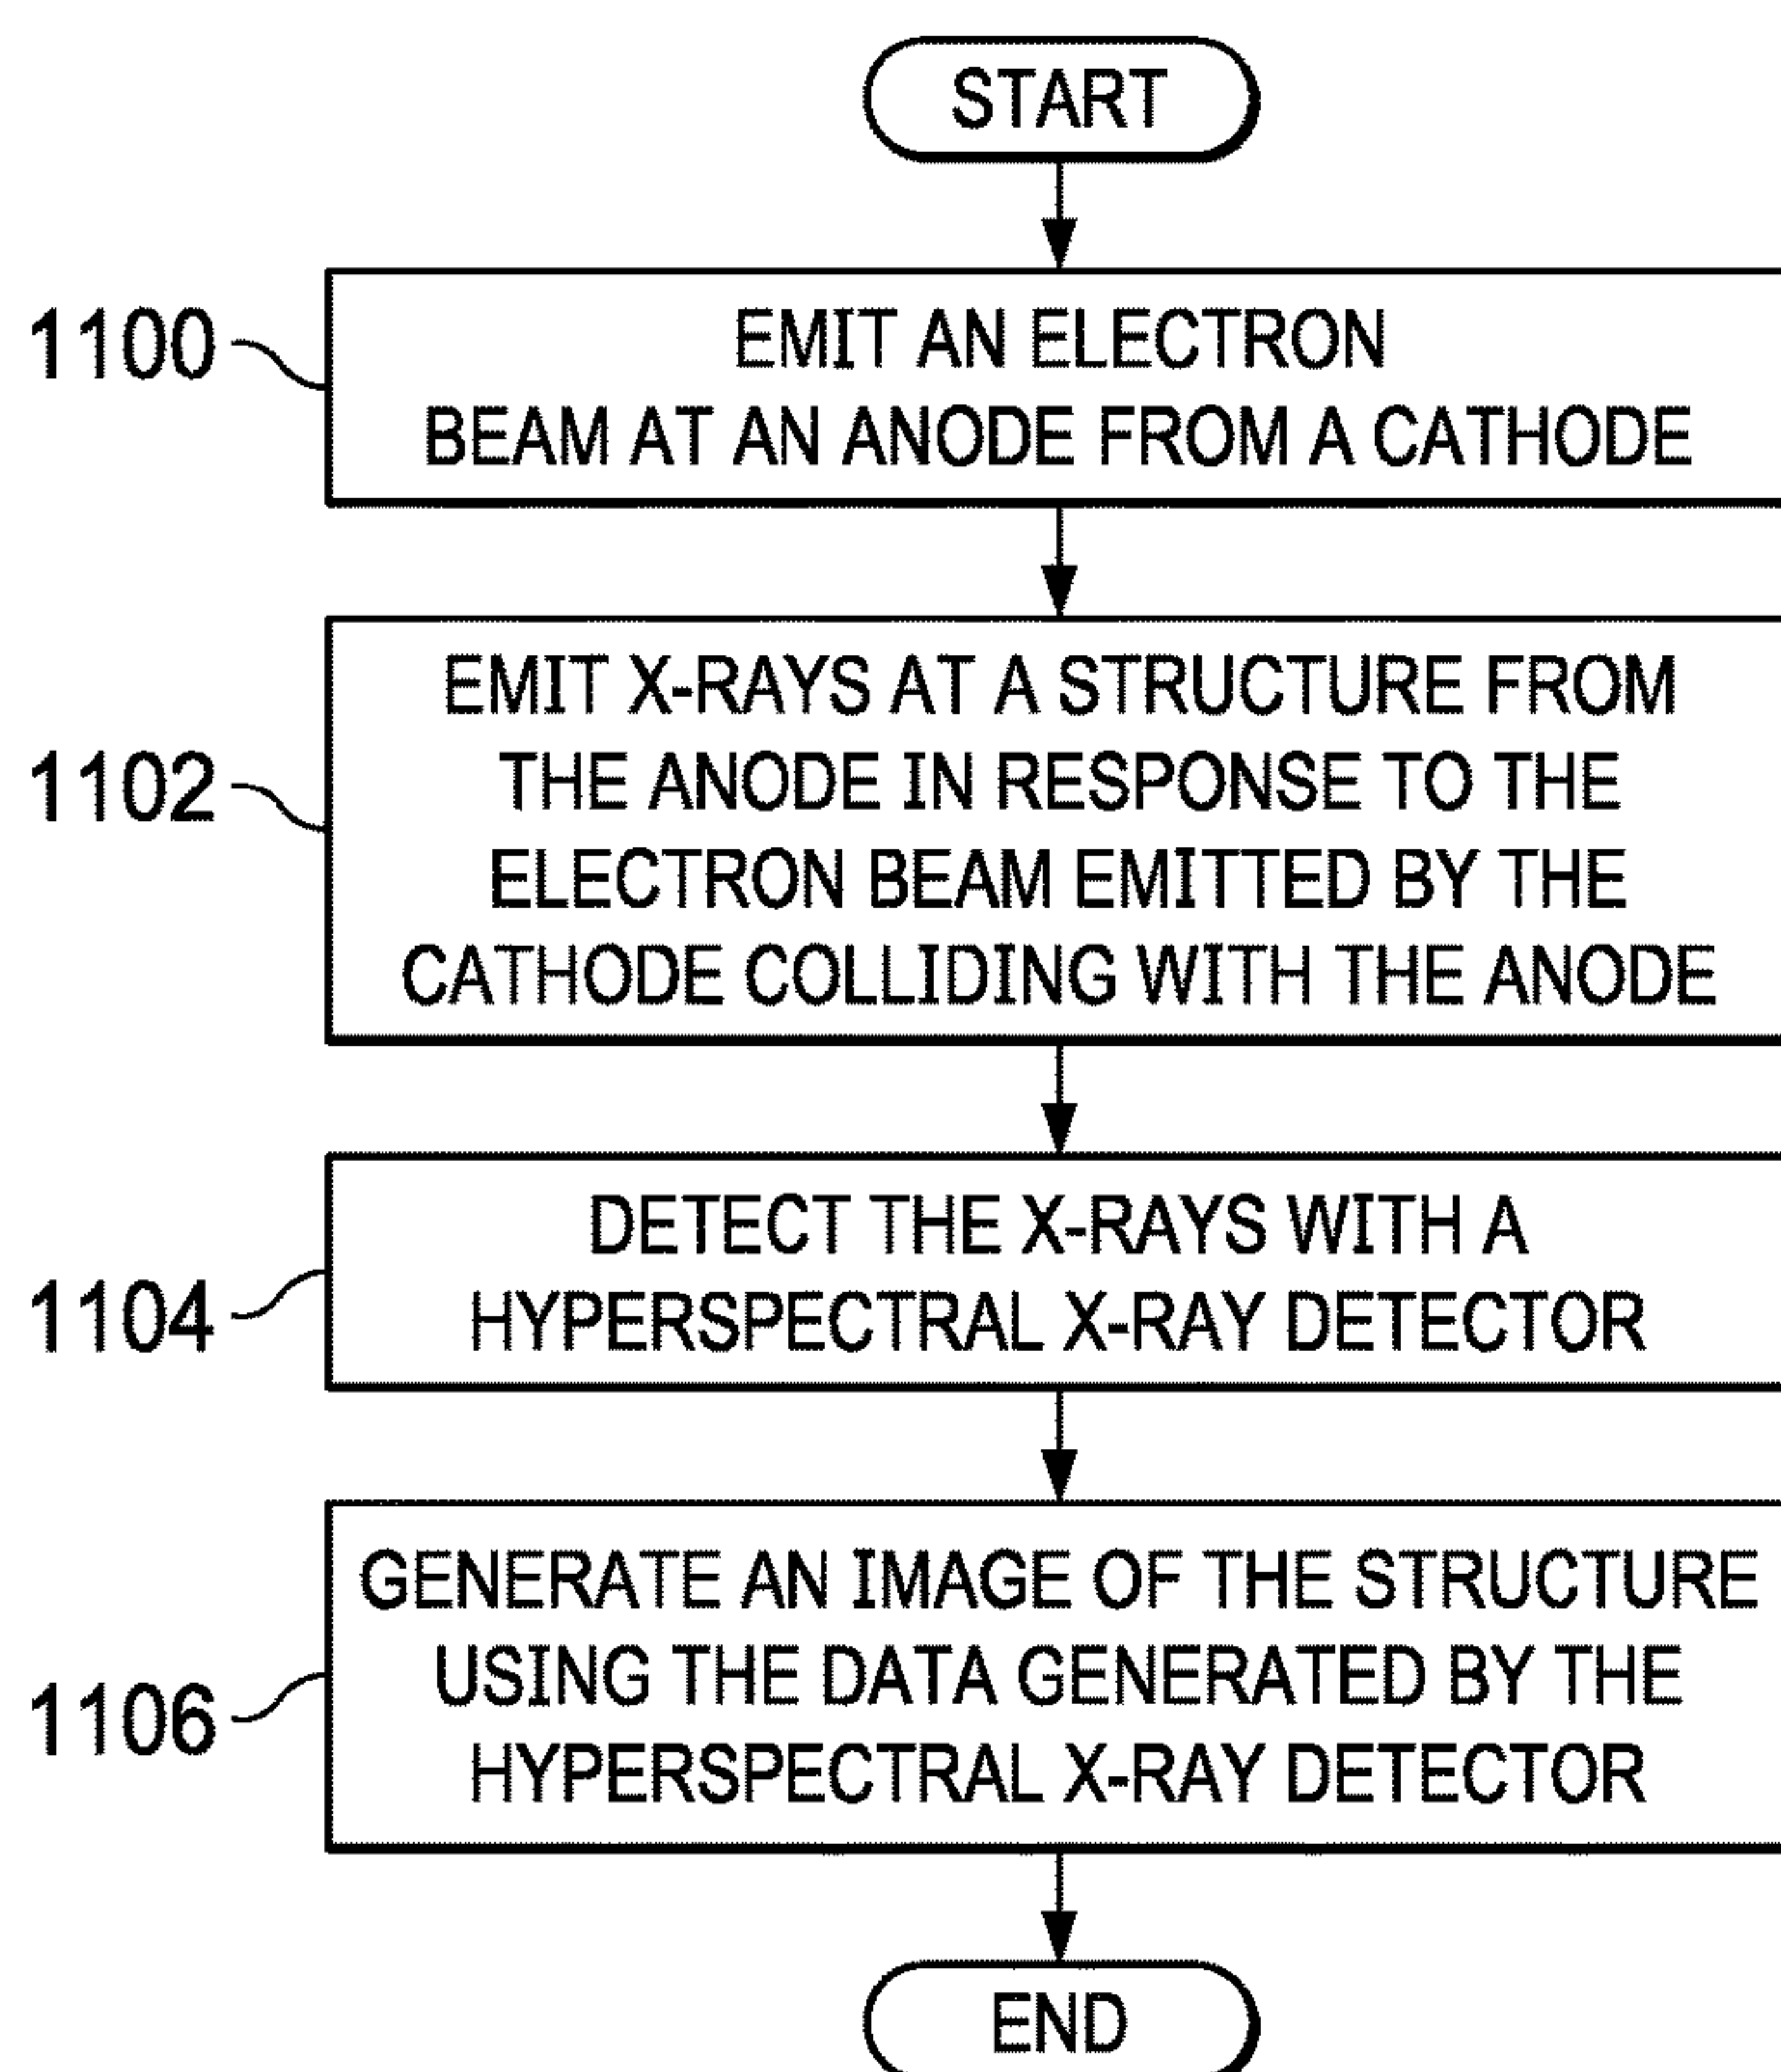 START
1100
EMIT AN ELECTRON
BEAM AT AN ANODE FROM A CATHODE
1102
EMIT X-RAYS AT A STRUCTURE FROM
THE ANODE IN RESPONSE TO THE
ELECTRON BEAM EMITTED BY THE
CATHODE COLLIDING WITH THE ANODE
1104
DETECT THE X-RAYS WITH A
HYPERSPECTRAL X-RAY DETECTOR
1106
GENERATE AN IMAGE OF THE STRUCTURE
USING THE DATA GENERATED BY THE
HYPERSPECTRAL X-RAY DETECTOR
END